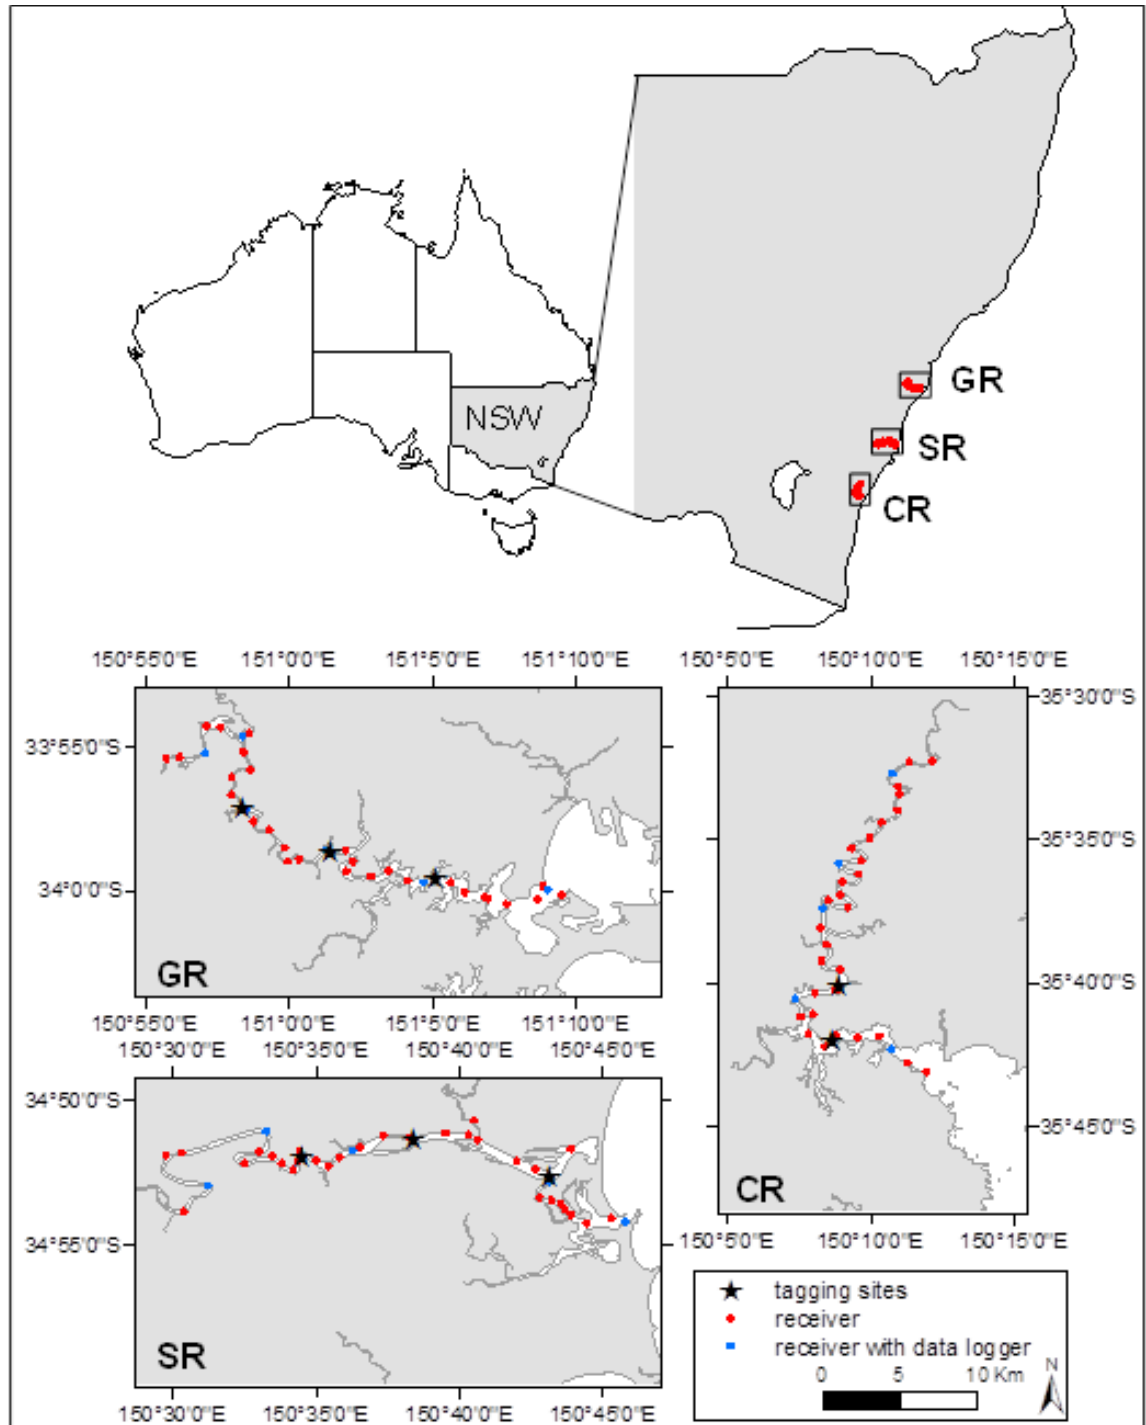 NSW
GR
SR
CR
150°55'0"E 151°0'0"E 151°5'0"E 151°10'0"E
150°5'0"E 150°10'0"E 150°15'0"E
35°30'0"S
33°55'0"S
35°35'0"S
34°0'0"S
GR
35°40'0"S
150°55'0"E 151°0'0"E 151°5'0"E 151°10'0"E
150°30'0"E 150°35'0"E 150°40'0"E 150°45'0"E
34°50'0"S
35°45'0"S
CR
34°55'0"S
150°5'0"E 150°10'0"E 150°15'0"E
SR
tagging sites
receiver
receiver with data logger
0 5 10 Km
N
150°30'0"E 150°35'0"E 150°40'0"E 150°45'0"E